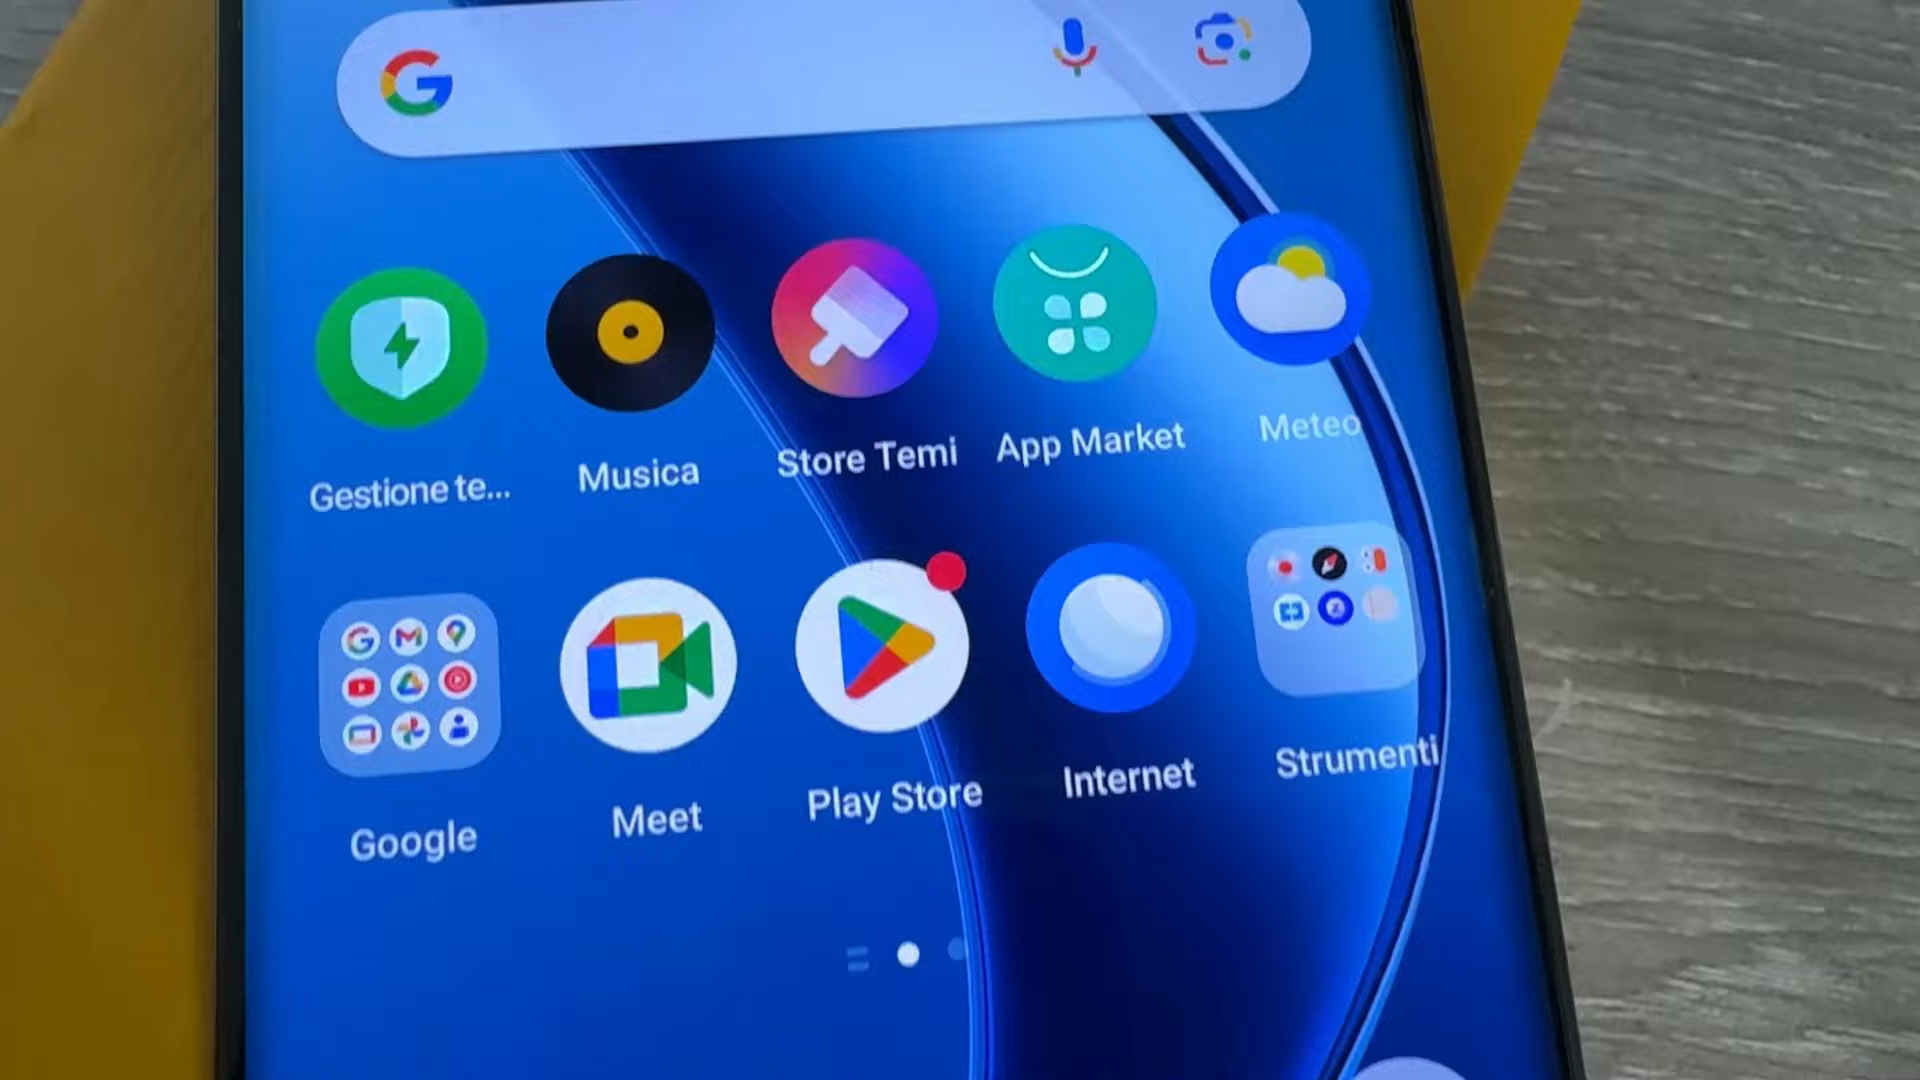 Gestione te...
Musica
Store Temi
App Market
Meteo
Google
Meet
Play Store
Internet
Strumenti